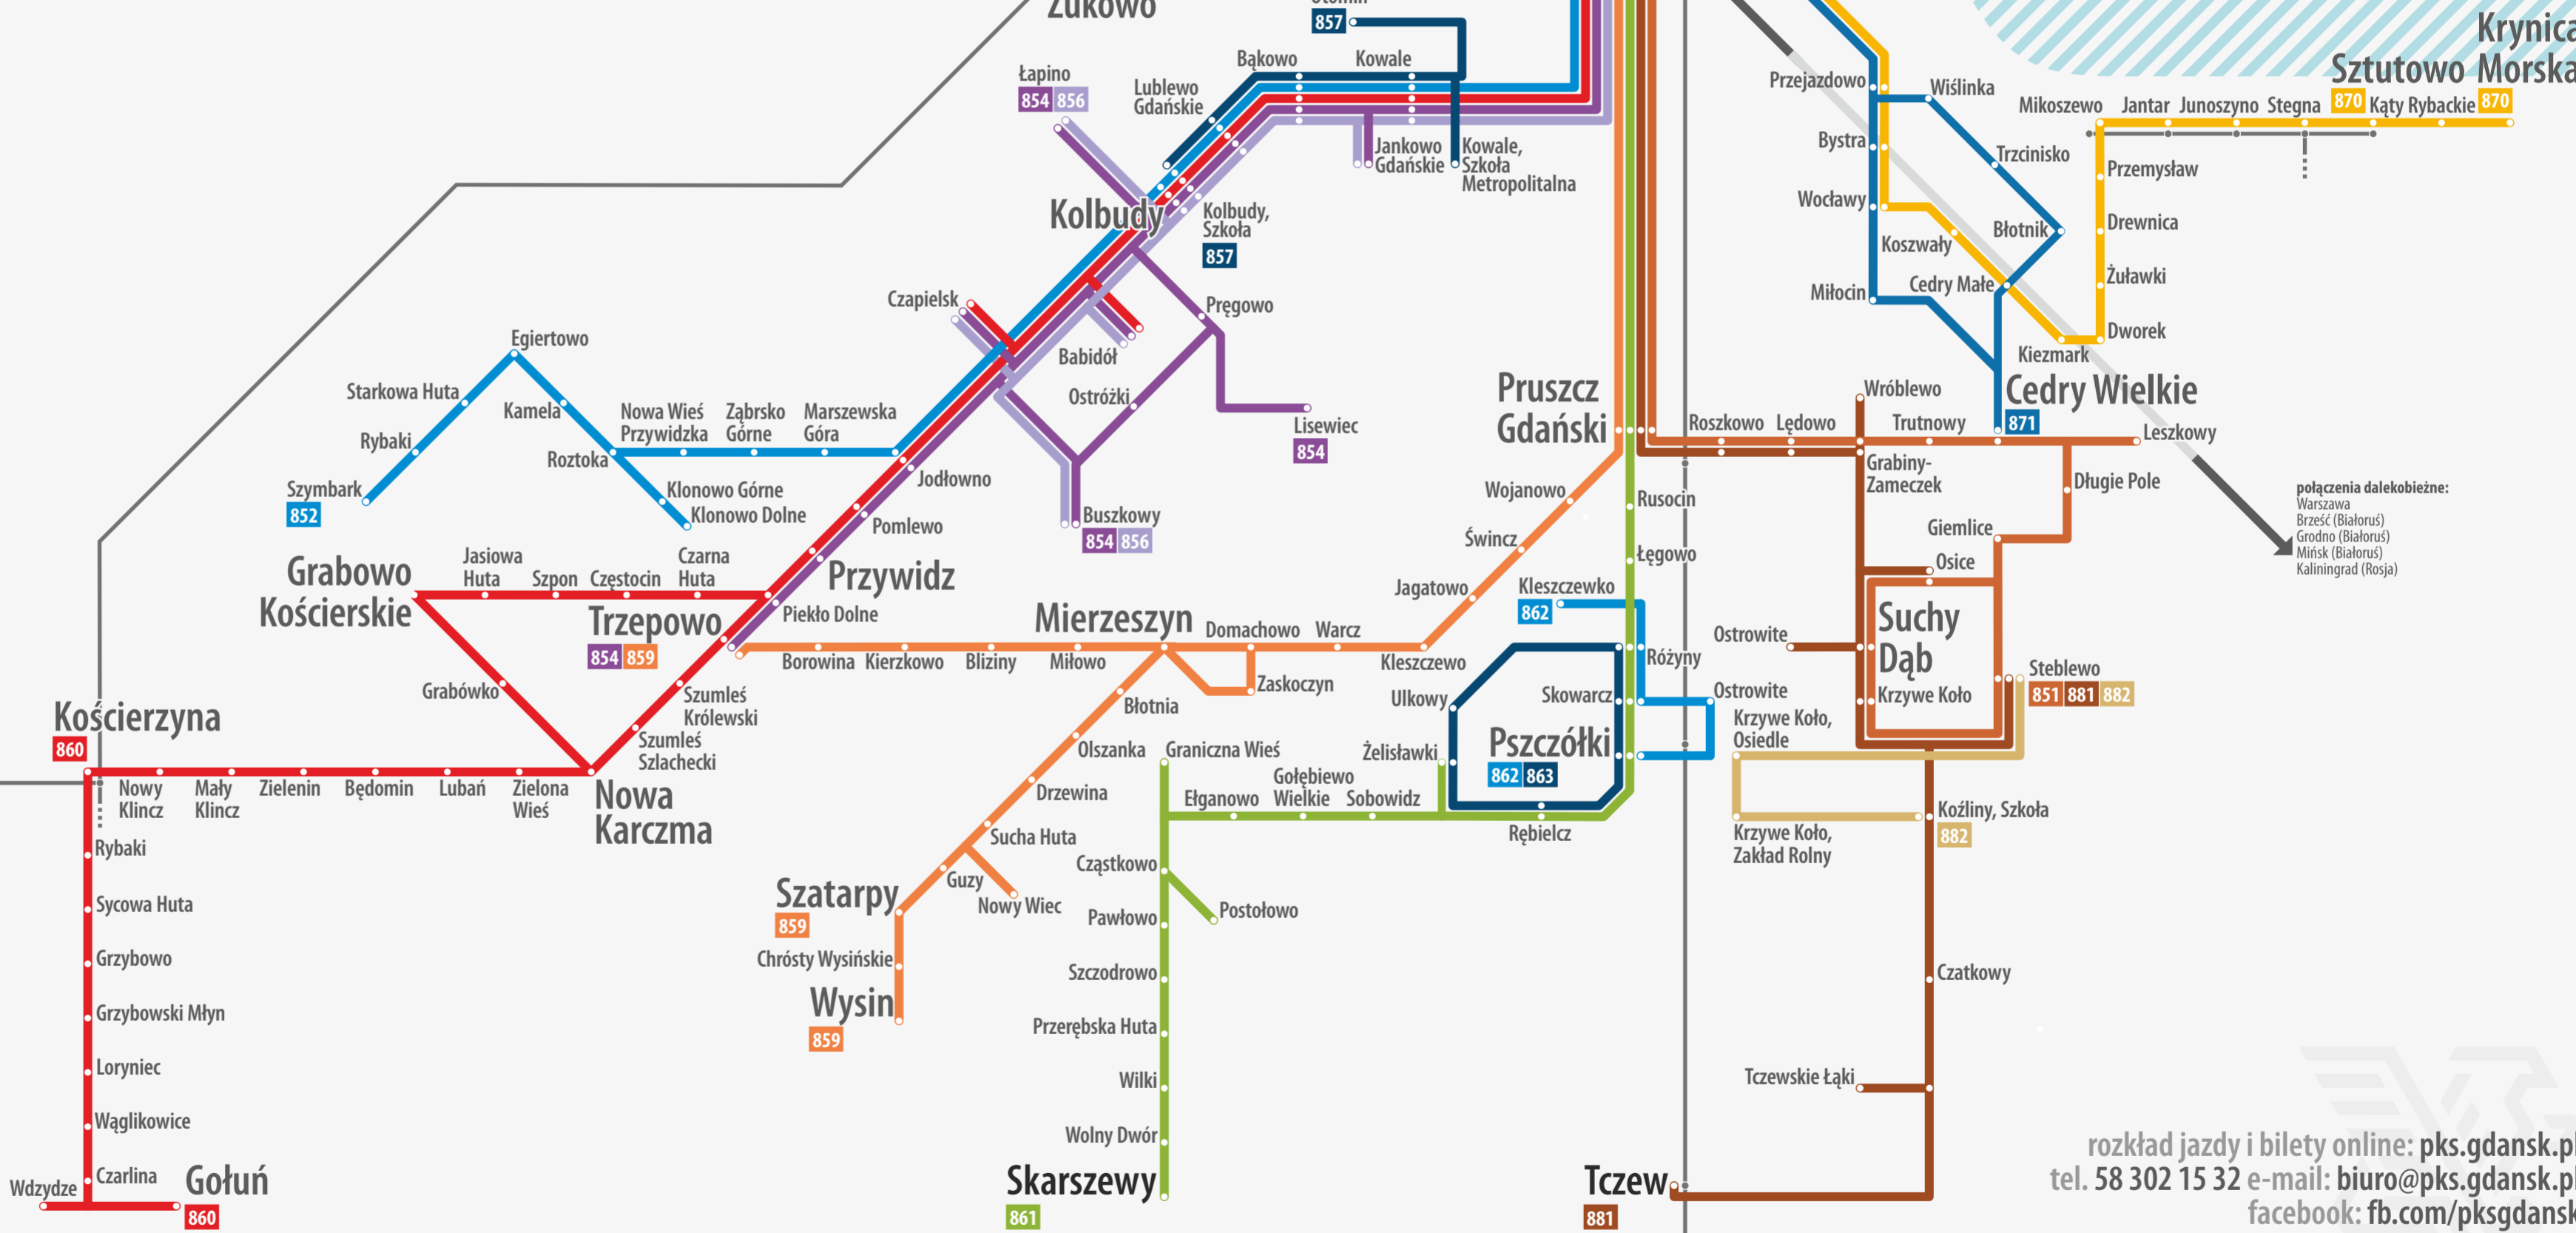 Żukowo
857
Krynica
Sztutowo
Morska
Bąkowo
Kowale
Łapino
854 856
Lublewo
Gdańskie
Przejazdowo
Wiślinka
Mikoszewo
Jantar
Junoszyno
Stegna
870
Kąty Rybackie
870
Jankowo
Gdańskie
Kowale,
Szkoła
Metropolitalna
Bystra
Trzcinisko
Przemysław
Kolbudy
Kolbudy,
Szkoła
857
Wocławy
Koszwały
Błotnik
Drewnica
Czapielsk
Pręgowo
Miłocin
Cedry Małe
Żuławki
Egiertowo
Babidół
Kiezmark
Dworek
Starkowa Huta
Kamela
Nowa Wieś
Przywidzka
Ząbrsko
Górne
Marszewska
Góra
Ostróżki
Lisewiec
854
Pruszcz
Gdański
Wróblewo
Cedry Wielkie
871
Rybaki
Roztoka
Roszkowo
Lędowo
Trutnowy
Leszkowy
Szymbark
852
Klonowo Górne
Klonowo Dolne
Jodłowno
Pomlewo
Buszkowy
854 856
Wojanowo
Rusocin
Grabiny-
Zameczek
Długie Pole
połączenia dalekobieżne:
Warszawa
Brześć (Białoruś)
Grodno (Białoruś)
Mińsk (Białoruś)
Kaliningrad (Rosja)
Świncz
Łęgowo
Giemlice
Osice
Grabowo
Kościerskie
Jasiowa
Huta
Szpon
Częstocin
Czarna
Huta
Przywidz
Jagatowo
Kleszczewko
862
Trzepowo
854 859
Piekło Dolne
Mierzeszyn
Domachowo
Warcz
Suchy
Dąb
Ostrowite
Borowina
Kierzkowo
Bliziny
Miłowo
Kleszczewo
Różyny
Grabówko
Szumleś
Królewski
Zaskoczyn
Błotnia
Ulkowy
Skowarcz
Ostrowite
Krzywe Koło
Steblewo
851 881 882
Kościerzyna
860
Szumleś
Szlachecki
Olszanka
Graniczna Wieś
Żelisławki
Pszczółki
862 863
Krzywe Koło,
Osiedle
Nowy
Klincz
Mały
Klincz
Zielenin
Będomin
Lubań
Zielona
Wieś
Nowa
Karczma
Drzewina
Ełganowo
Gołębiewo
Wielkie
Sobowidz
Rębielcz
Krzywe Koło,
Zakład Rolny
Koźliny, Szkoła
882
Rybaki
Sucha Huta
Cząstkowo
Sycowa Huta
Szatarpy
859
Guzy
Nowy Wiec
Pawłowo
Postołowo
Grzybowo
Chrósty Wysińskie
Szczodrowo
Czatkowy
Grzybowski Młyn
Wysin
859
Przerębska Huta
Loryniec
Wilki
Tczewskie Łąki
Wąglikowice
Wolny Dwór
Wdzydze
Czarlina
Gołuń
860
Skarszewy
861
Tczew
881
rozkład jazdy i bilety online: pks.gdansk.pl
tel. 58 302 15 32 e-mail: biuro@pks.gdansk.pl
facebook: fb.com/pksgdansk